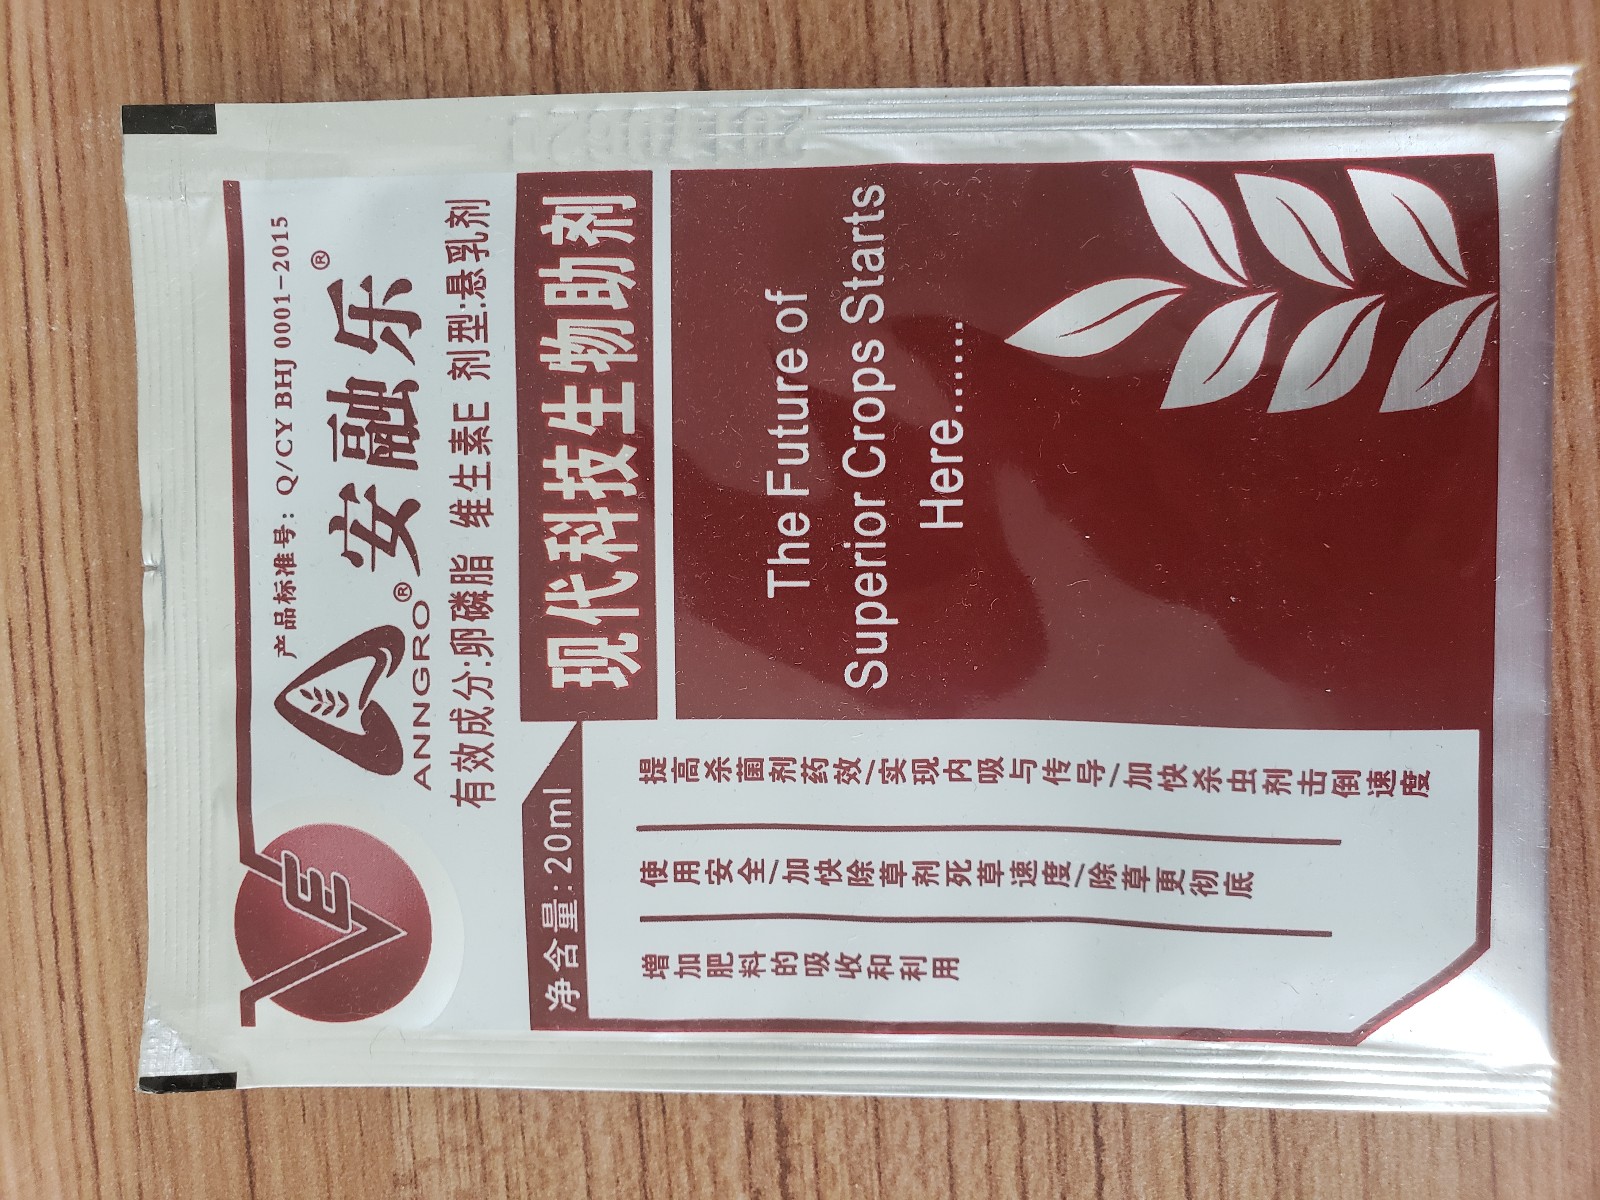 产品标准号: Q/CY BHJ 0001-2015
VE
ANNGRO® 安融乐®
有效成分:卵磷脂 维生素E 剂型:悬乳剂
净含量: 20ml
现代科技生物助剂
The Future of
Superior Crops Starts
Here......
提高杀菌剂药效/实现内吸与传导/加快杀虫剂击倒速度
使用安全/加快除草剂死草速度/除草更彻底
增加肥料的吸收和利用